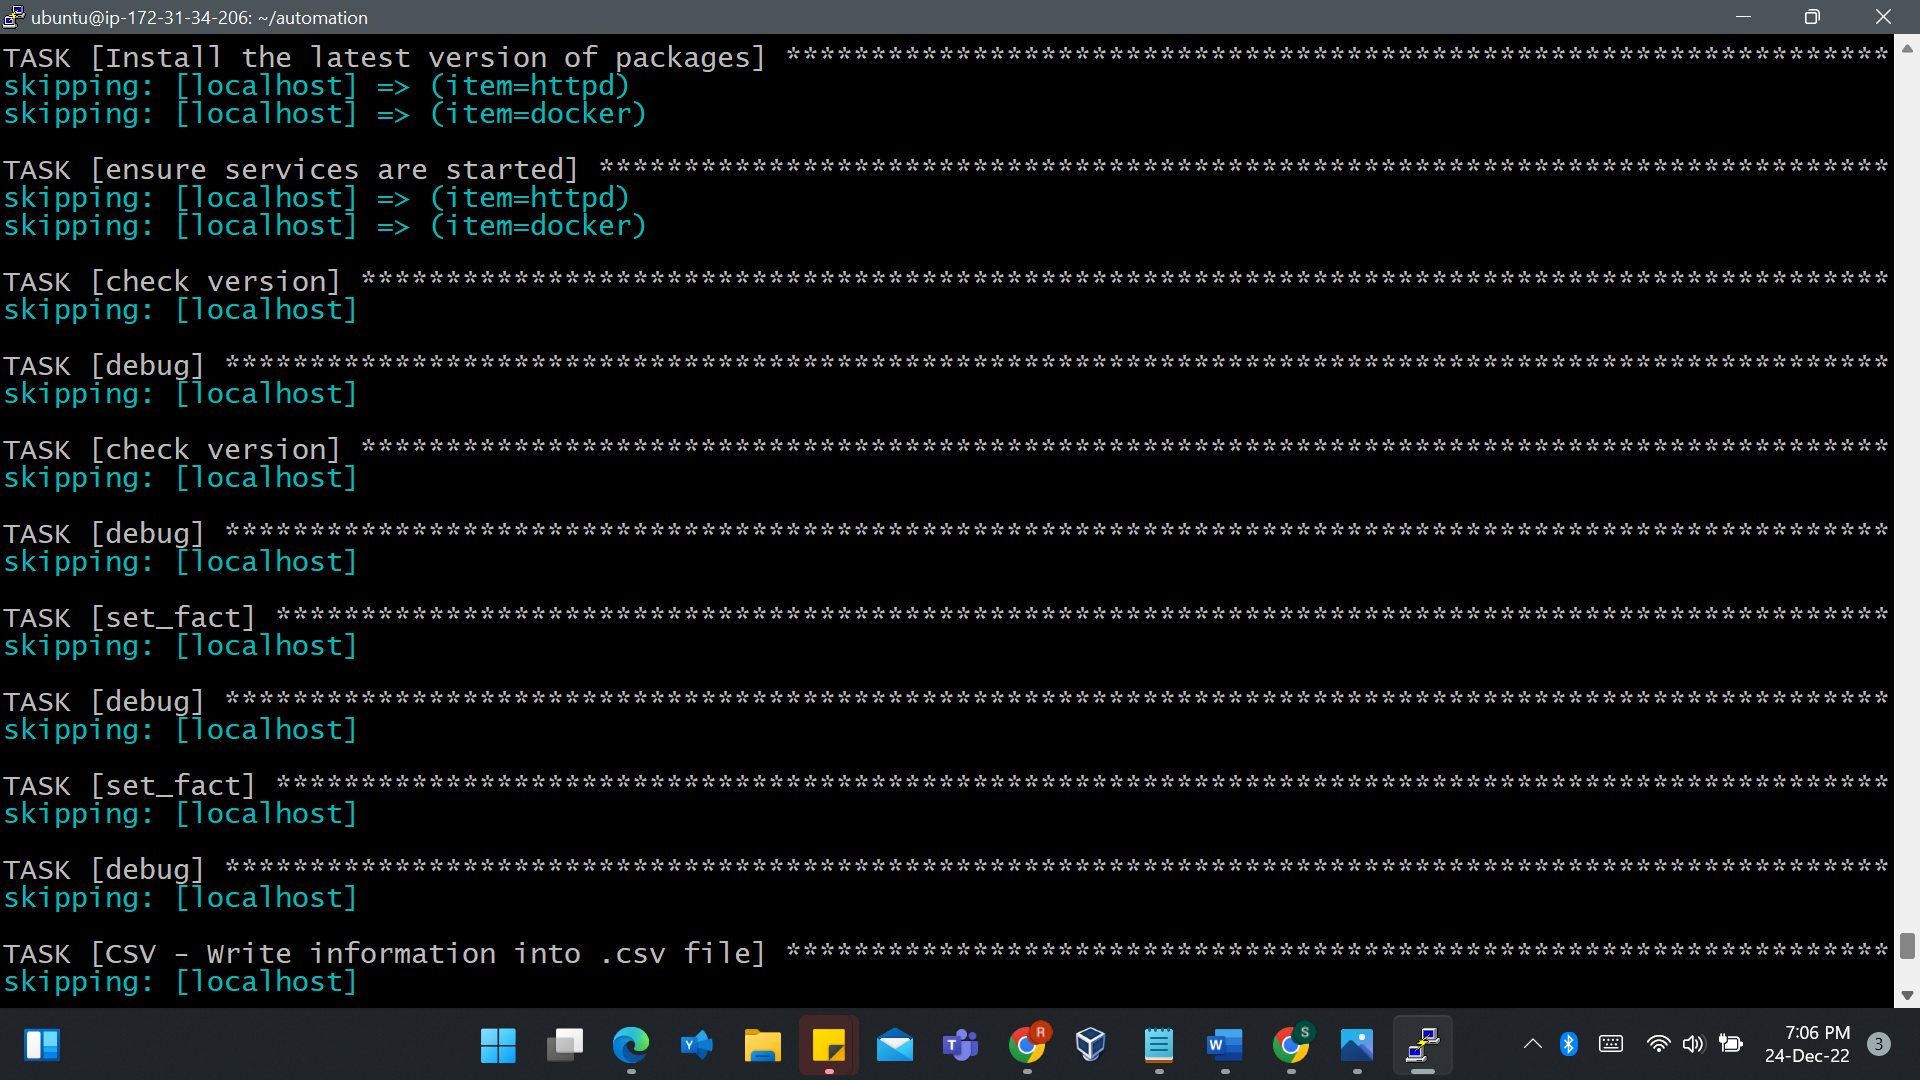 ubuntu@ip-172-31-34-206: ~/automation
TASK [Install the latest version of packages] *****************************************************************
skipping: [localhost] => (item=httpd)
skipping: [localhost] => (item=docker)
TASK [ensure services are started] ****************************************************************************
skipping: [localhost] => (item=httpd)
skipping: [localhost] => (item=docker)
TASK [check version] ******************************************************************************************
skipping: [localhost]
TASK [debug] **************************************************************************************************
skipping: [localhost]
TASK [check version] ******************************************************************************************
skipping: [localhost]
TASK [debug] **************************************************************************************************
skipping: [localhost]
TASK [set_fact] ***********************************************************************************************
skipping: [localhost]
TASK [debug] **************************************************************************************************
skipping: [localhost]
TASK [set_fact] ***********************************************************************************************
skipping: [localhost]
TASK [debug] **************************************************************************************************
skipping: [localhost]
TASK [CSV - Write information into .csv file] *****************************************************************
skipping: [localhost]
7:06 PM
24-Dec-22
3